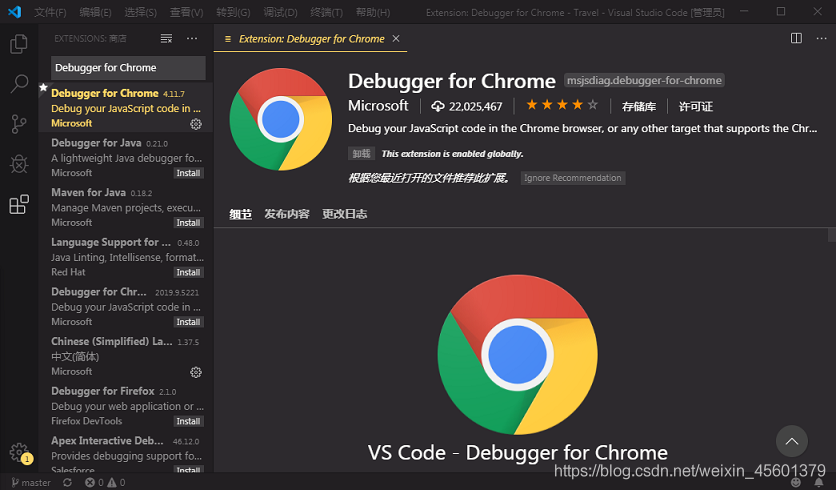 文件(F) 编辑(E) 选择(S) 查看(V) 转到(G) 调试(D) 终端(T) 帮助(H) Extension: Debugger for Chrome - Travel - Visual Studio Code [管理员]
EXTENSIONS: 商店
Debugger for Chrome
Debugger for Chrome 4.11.7
Debug your JavaScript code in ...
Microsoft
Debugger for Java 0.21.0
A lightweight Java debugger fo...
Microsoft Install
Maven for Java 0.18.2
Manage Maven projects, execu...
Microsoft Install
Language Support for ... 0.48.0
Java Linting, Intellisense, format...
Red Hat Install
Debugger for Chr... 2019.9.5221
Debug your JavaScript code in ...
Microsoft Install
Chinese (Simplified) La... 1.37.5
中文(简体)
Microsoft
Debugger for Firefox 2.1.0
Debug your web application or ...
Firefox DevTools Install
Apex Interactive Deb... 46.12.0
Provides debugging support fo...
Salesforce Install
Extension: Debugger for Chrome
Debugger for Chrome msjsdiag.debugger-for-chrome
Microsoft 22,025,467 存储库 许可证
Debug your JavaScript code in the Chrome browser, or any other target that supports the Chr...
卸载 This extension is enabled globally.
根据您最近打开的文件推荐此扩展。 Ignore Recommendation
细节 发布内容 更改日志
VS Code - Debugger for Chrome
https://blog.csdn.net/weixin_45601379
1
master 0 0